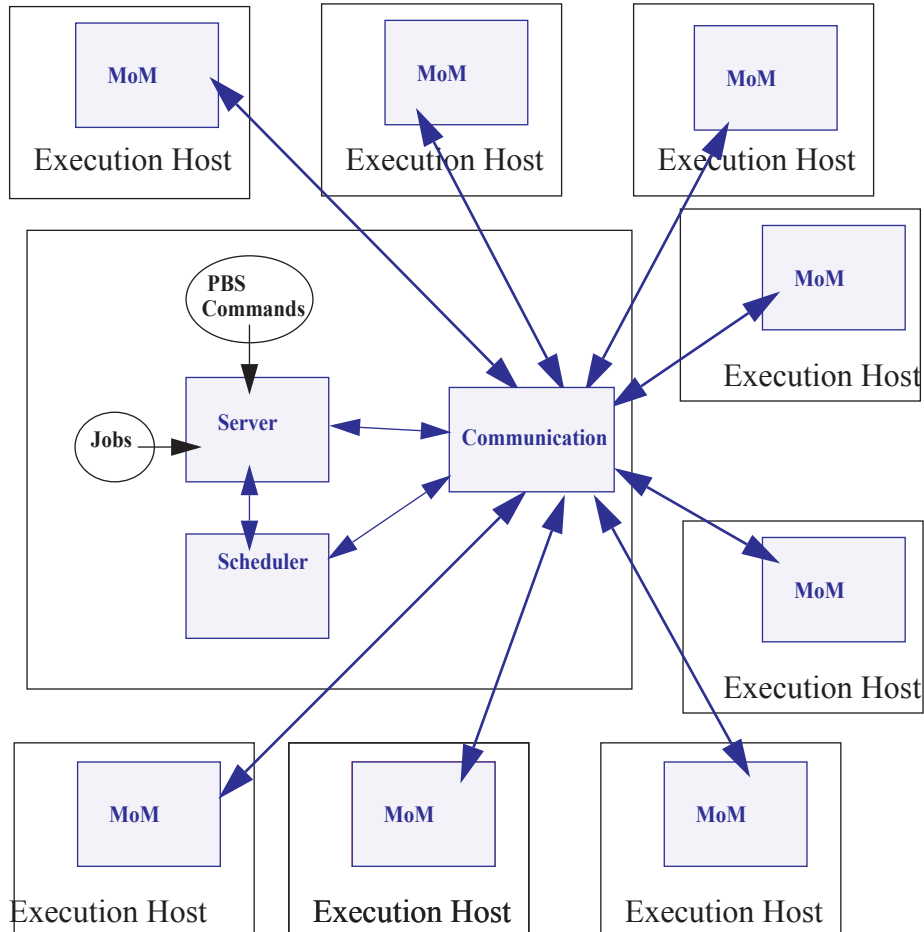 MoM
Execution Host
MoM
Execution Host
MoM
Execution Host
MoM
Execution Host
PBS
Commands
Server
Jobs
Communication
Scheduler
MoM
Execution Host
MoM
Execution Host
MoM
Execution Host
MoM
Execution Host